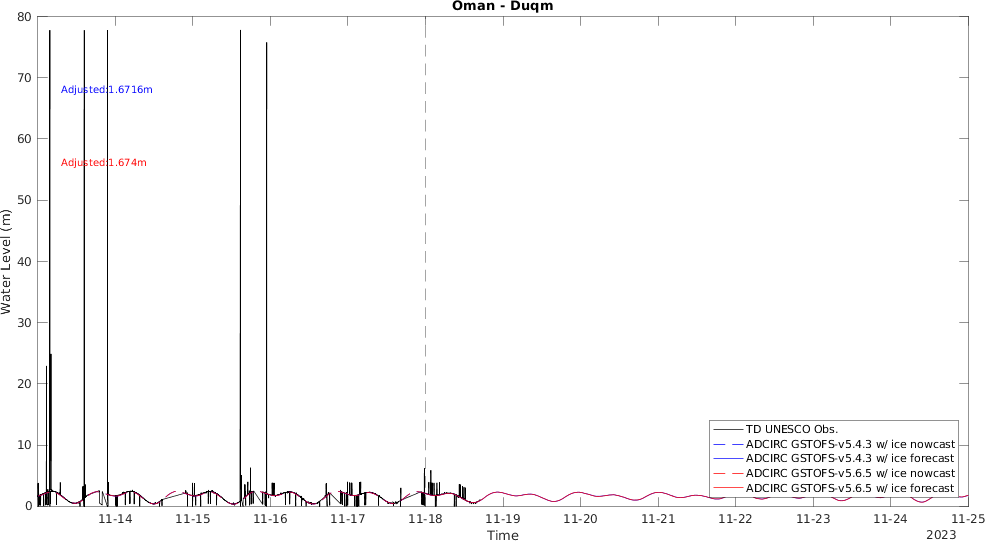 Oman - Duqm
80
70
60
50
40
30
20
10
0
Water Level (m)
Adjusted:1.6716m
Adjusted:1.674m
TD UNESCO Obs.
ADCIRC GSTOFS-v5.4.3 w/ ice nowcast
ADCIRC GSTOFS-v5.4.3 w/ ice forecast
ADCIRC GSTOFS-v5.6.5 w/ ice nowcast
ADCIRC GSTOFS-v5.6.5 w/ ice forecast
11-14 11-15 11-16 11-17 11-18 11-19 11-20 11-21 11-22 11-23 11-24 11-25
Time
2023